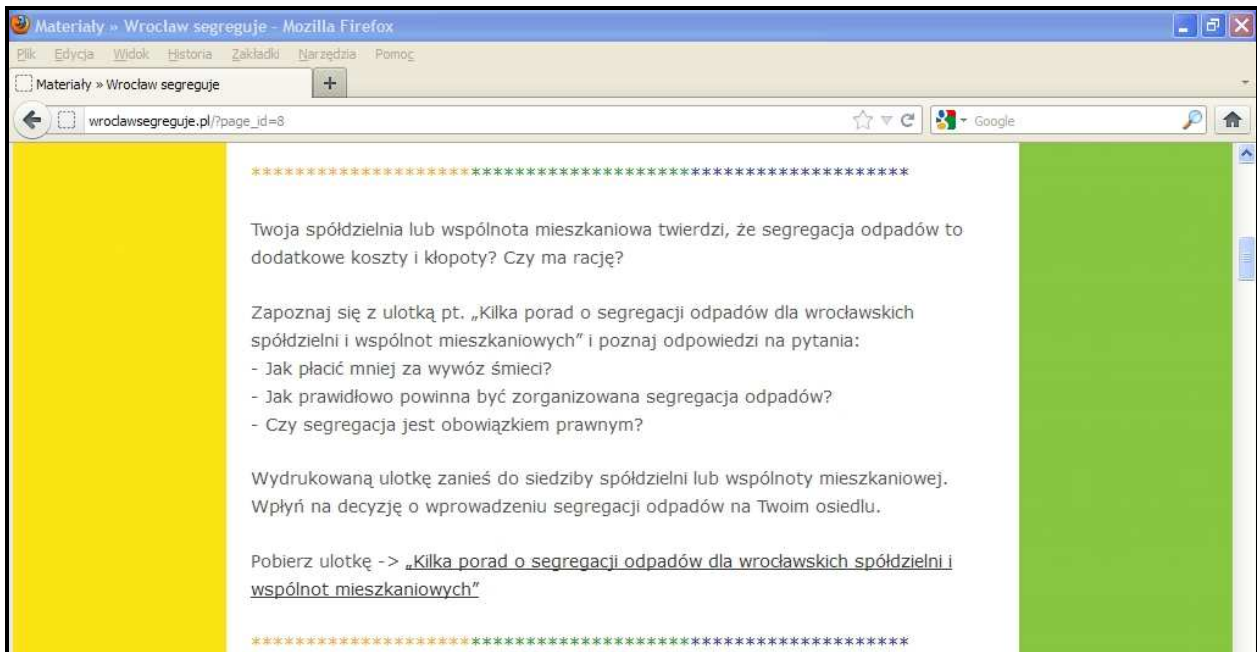 Materiały » Wrocław segreguje - Mozilla Firefox
Plik Edycja Widok Historia Zakładki Narzędzia Pomoc
Materiały » Wrocław segreguje
wroclawsegreguje.pl/?page_id=8 Google
************************************************************
Twoja spółdzielnia lub wspólnota mieszkaniowa twierdzi, że segregacja odpadów to
dodatkowe koszty i kłopoty? Czy ma rację?
Zapoznaj się z ulotką pt. „Kilka porad o segregacji odpadów dla wrocławskich
spółdzielni i wspólnot mieszkaniowych” i poznaj odpowiedzi na pytania:
- Jak płacić mniej za wywóz śmieci?
- Jak prawidłowo powinna być zorganizowana segregacja odpadów?
- Czy segregacja jest obowiązkiem prawnym?
Wydrukowaną ulotkę zanieś do siedziby spółdzielni lub wspólnoty mieszkaniowej.
Wpłyń na decyzję o wprowadzeniu segregacji odpadów na Twoim osiedlu.
Pobierz ulotkę -> „Kilka porad o segregacji odpadów dla wrocławskich spółdzielni i
wspólnot mieszkaniowych”
************************************************************